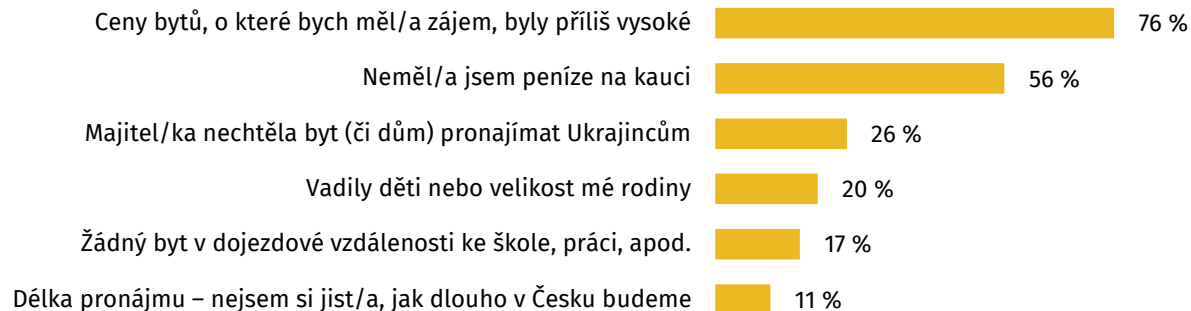 Ceny bytů, o které bych měl/a zájem, byly příliš vysoké 76 %
Neměl/a jsem peníze na kauci 56 %
Majitel/ka nechtěla byt (či dům) pronajímat Ukrajincům 26 %
Vadily děti nebo velikost mé rodiny 20 %
Žádný byt v dojezdové vzdálenosti ke škole, práci, apod. 17 %
Délka pronájmu – nejsem si jist/a, jak dlouho v Česku budeme 11 %